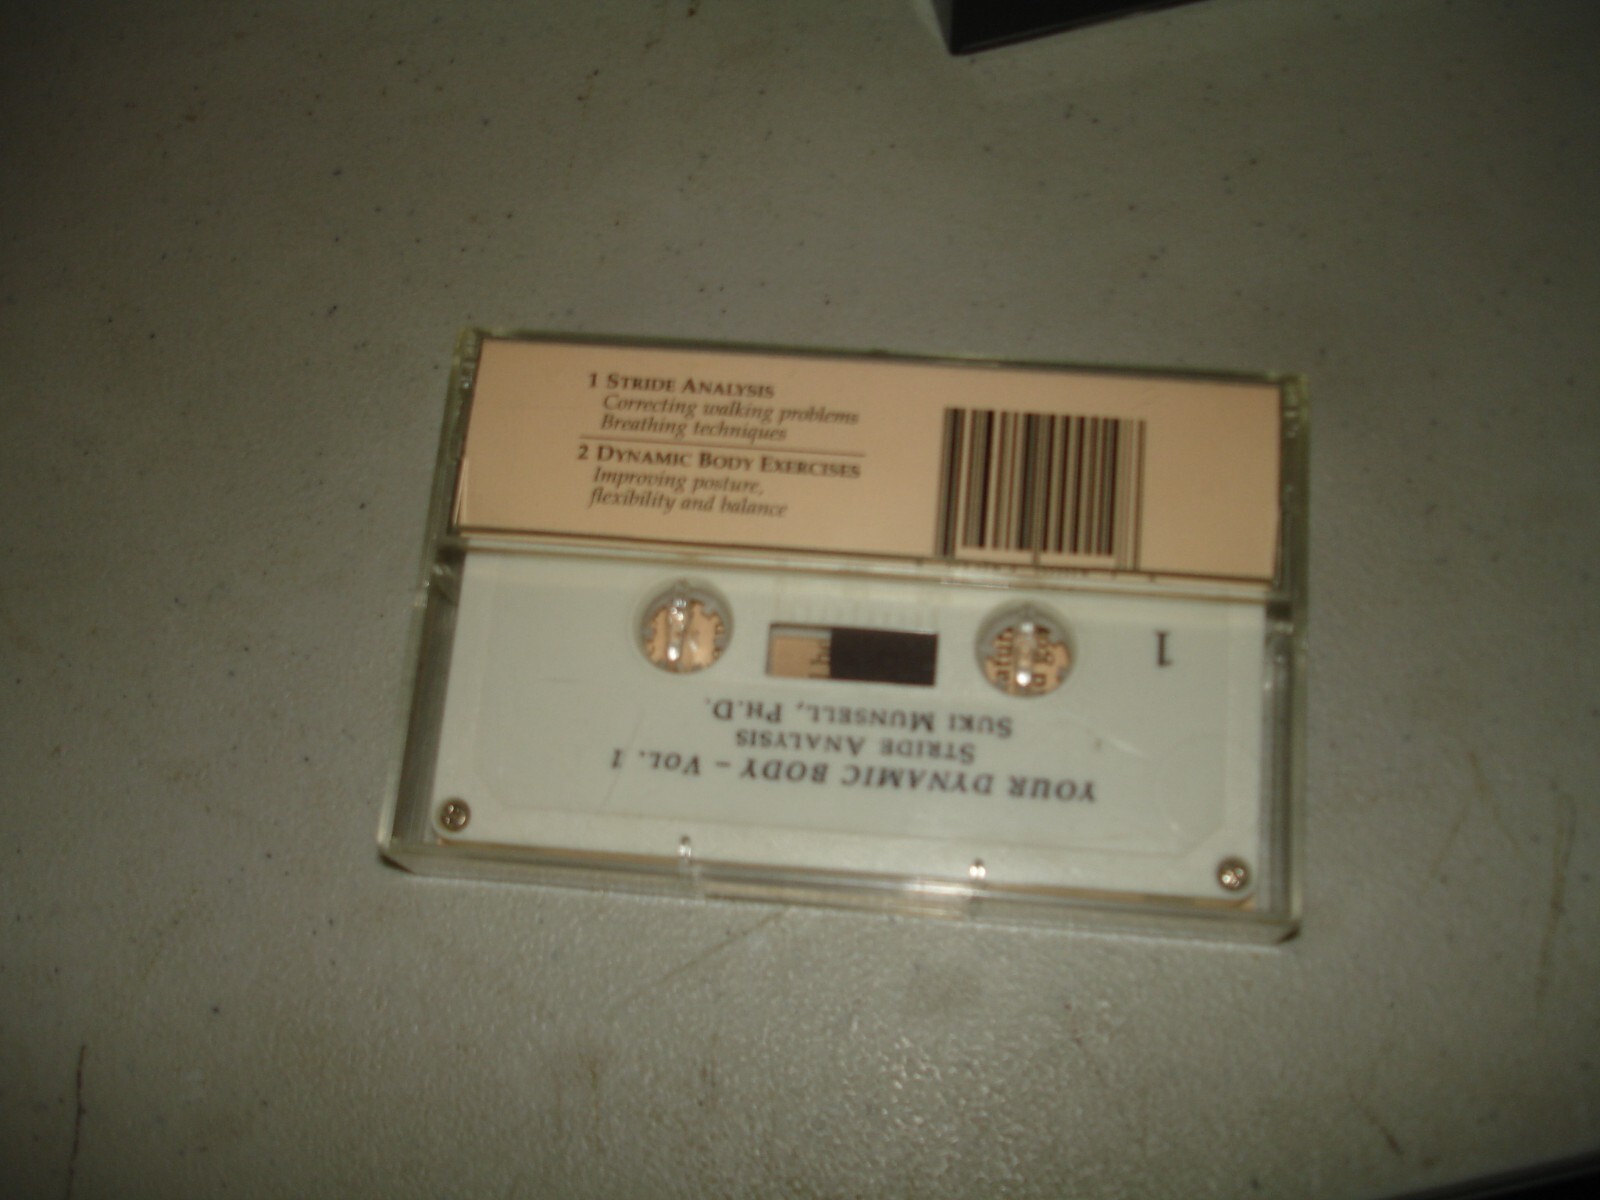 1 STRIDE ANALYSIS
Correcting walking problems
Breathing techniques
2 DYNAMIC BODY EXERCISES
Improving posture,
flexibility and balance
YOUR DYNAMIC BODY – VOL. 1
STRIDE ANALYSIS
SUKI MUNSELL, PH.D.
1